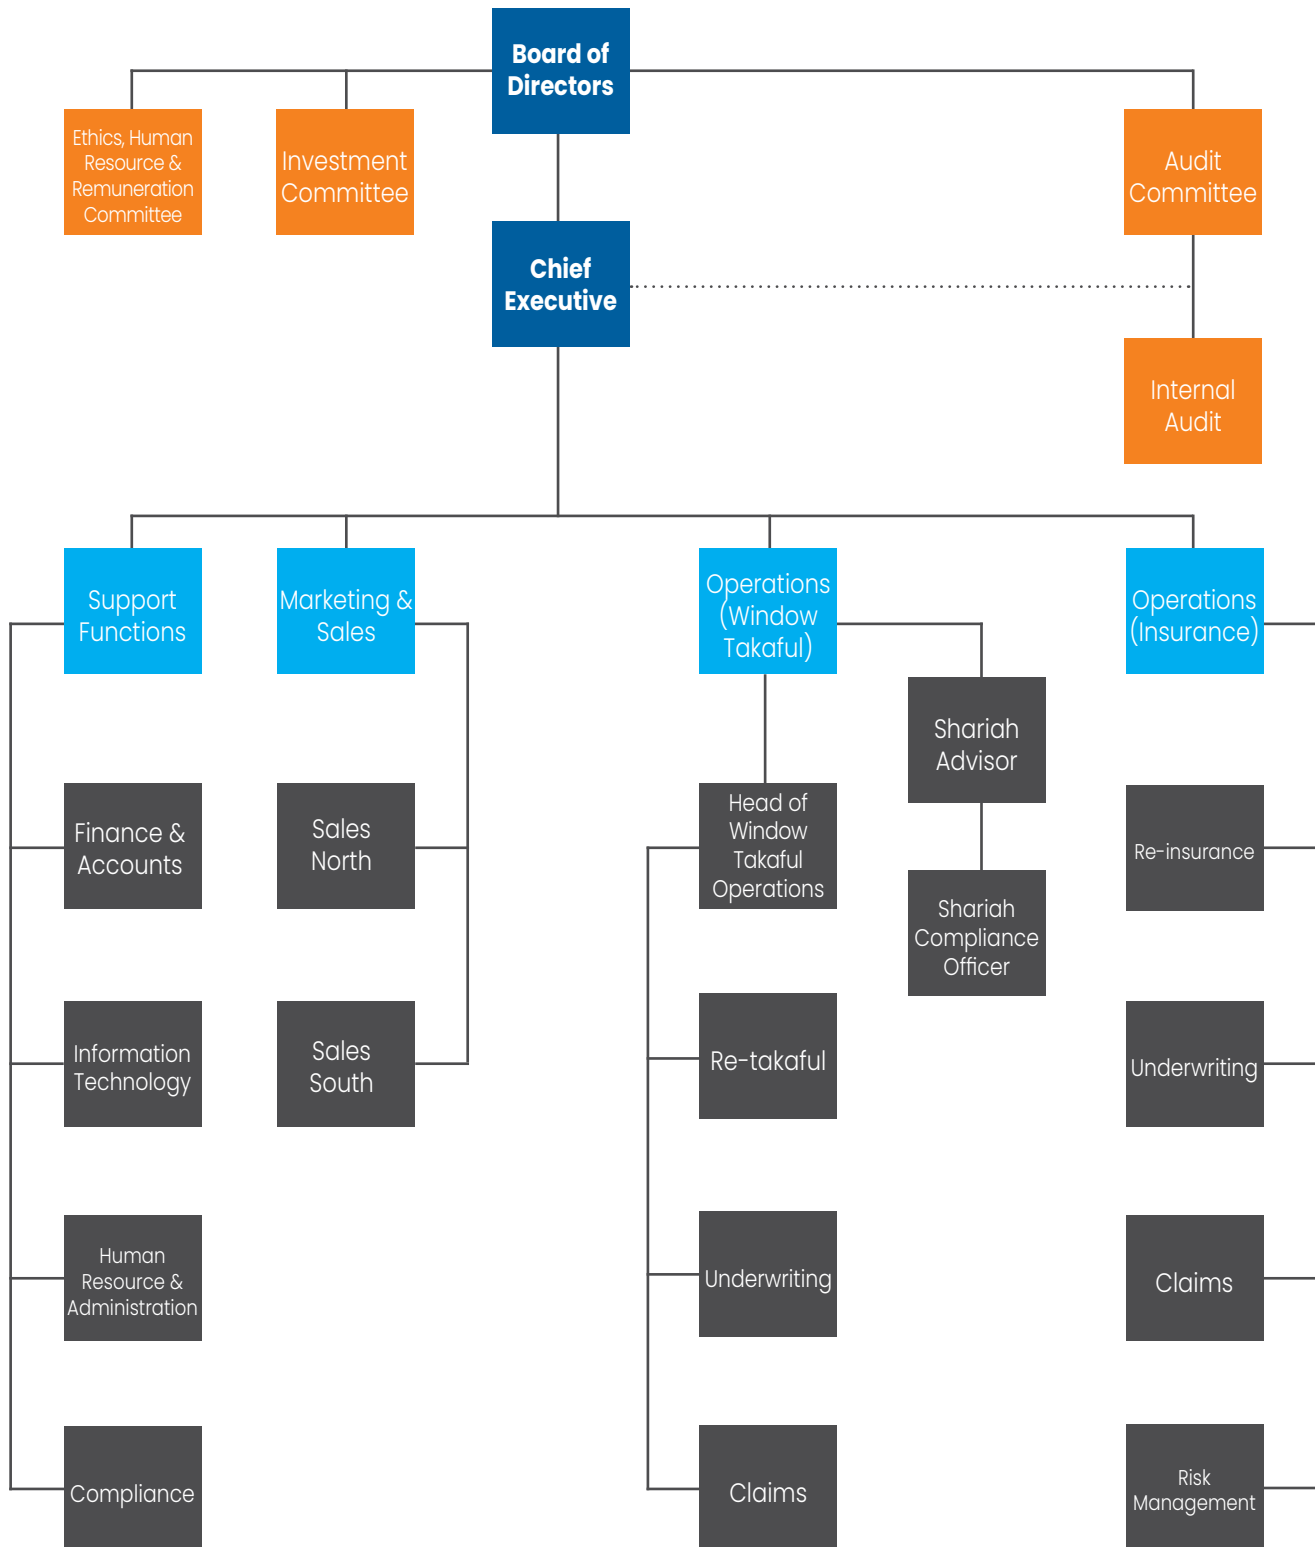 Board of
Directors
Ethics, Human
Resource &
Remuneration
Committee
Investment
Committee
Audit
Committee
Chief
Executive
Internal
Audit
Support
Functions
Marketing &
Sales
Operations
(Window
Takaful)
Operations
(Insurance)
Shariah
Advisor
Finance &
Accounts
Sales
North
Head of
Window
Takaful
Operations
Re-insurance
Shariah
Compliance
Officer
Information
Technology
Sales
South
Re-takaful
Underwriting
Human
Resource &
Administration
Underwriting
Claims
Compliance
Claims
Risk
Management